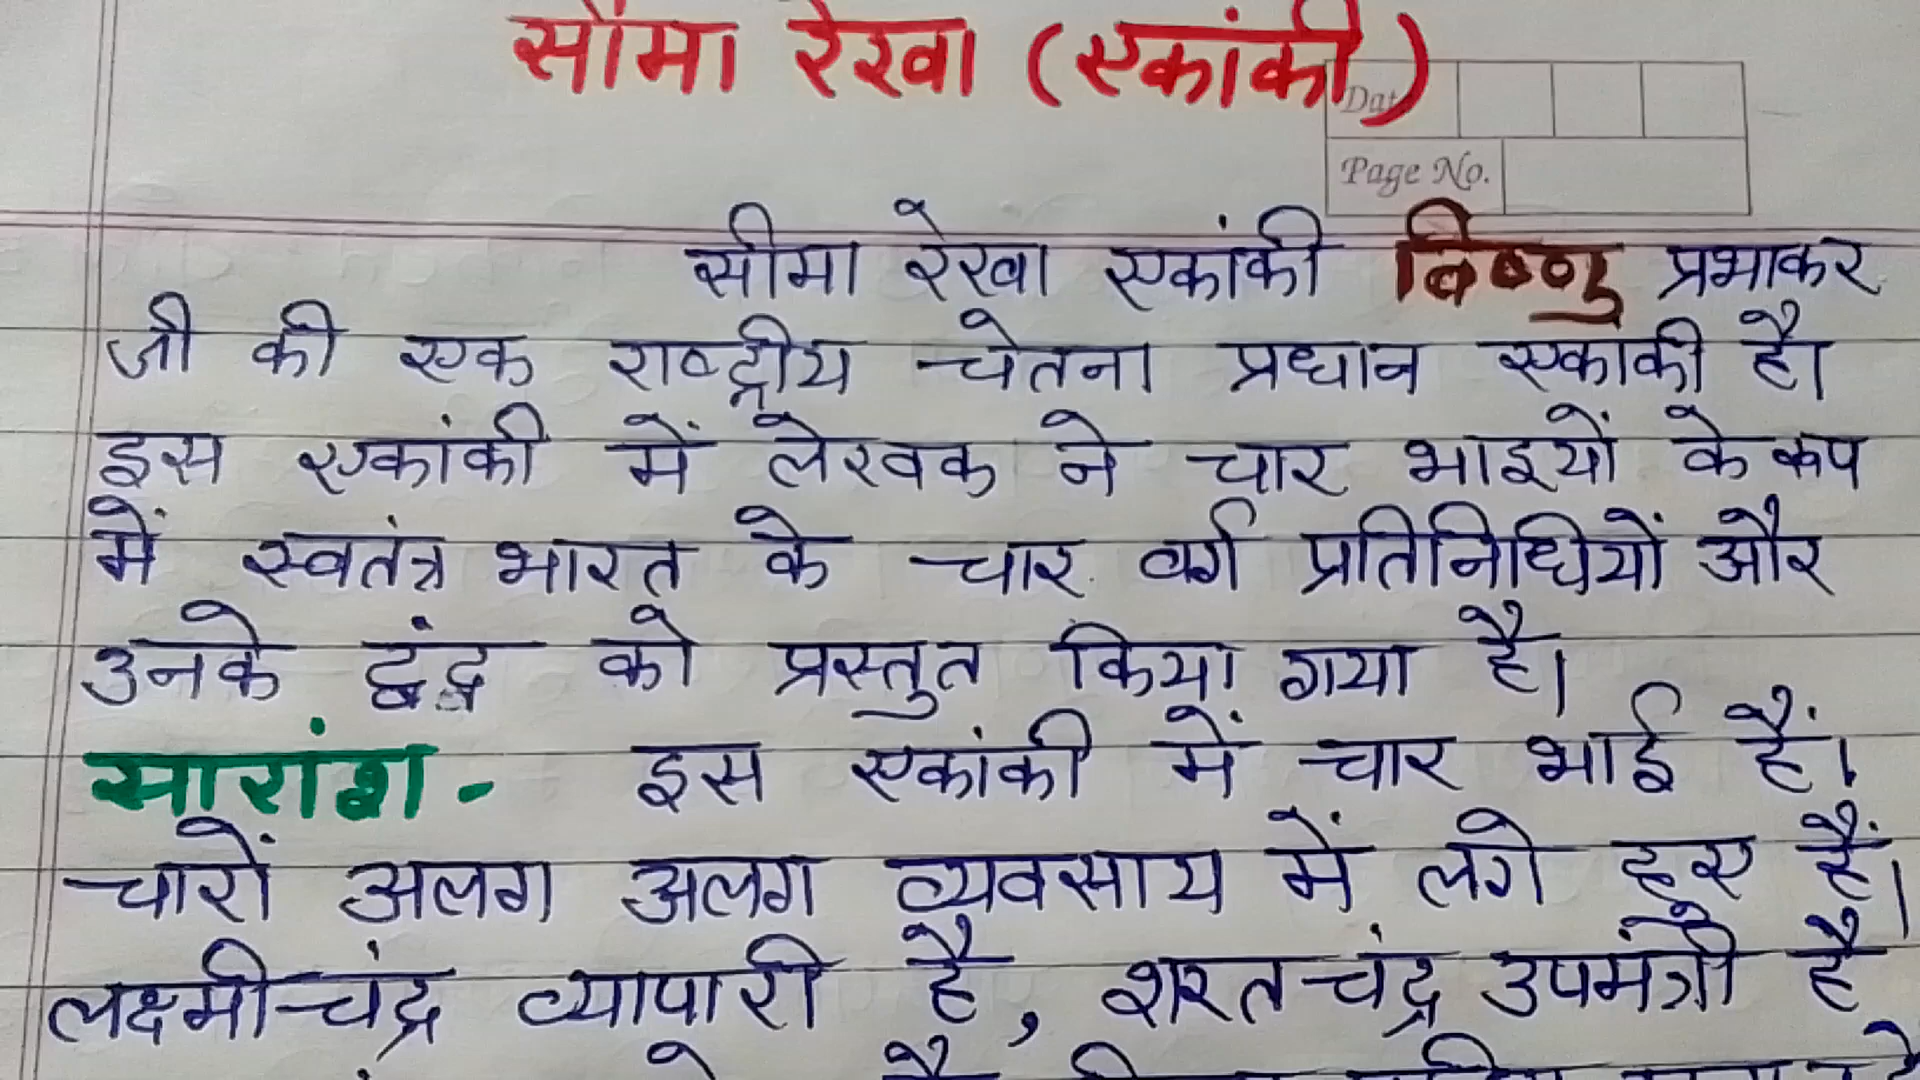 सीमा रेखा (एकांकी)
Dat
Page No.
सीमा रेखा एकांकी विष्णु प्रभाकर
जी की एक राष्ट्रीय चेतना प्रधान एकांकी है।
इस एकांकी में लेखक ने चार भाइयों के रूप
में स्वतंत्र भारत के चार वर्ग प्रतिनिधियों और
उनके द्वंद्व को प्रस्तुत किया गया है।
सारांश - इस एकांकी में चार भाई हैं।
चारों अलग अलग व्यवसाय में लगे हुए हैं।
लक्ष्मीचंद्र व्यापारी है, शरतचंद्र उपमंत्री है